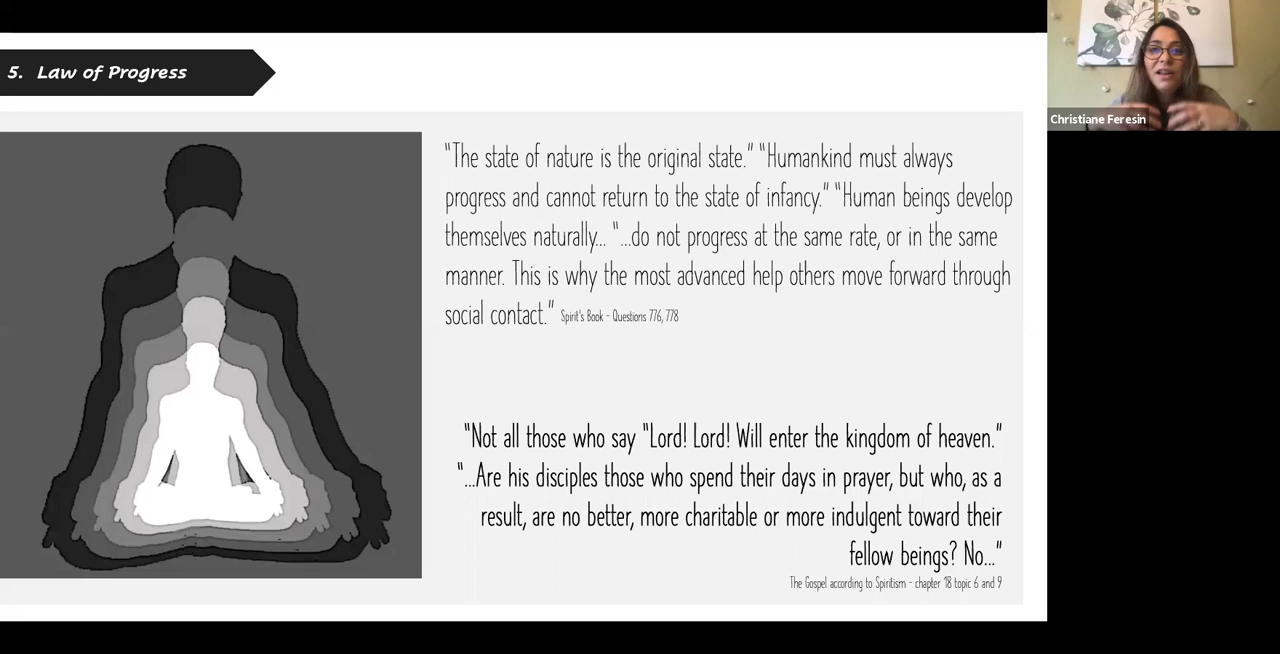 5. Law of Progress
"The state of nature is the original state." "Humankind must always
progress and cannot return to the state of infancy." "Human beings develop
themselves naturally... "...do not progress at the same rate, or in the same
manner. This is why the most advanced help others move forward through
social contact." Spirit's Book - Questions 776, 778
"Not all those who say "Lord! Lord! Will enter the kingdom of heaven."
"...Are his disciples those who spend their days in prayer, but who, as a
result, are no better, more charitable or more indulgent toward their
fellow beings? No..."
The Gospel according to Spiritism - chapter 18 topic 6 and 9
Christiane Feresin